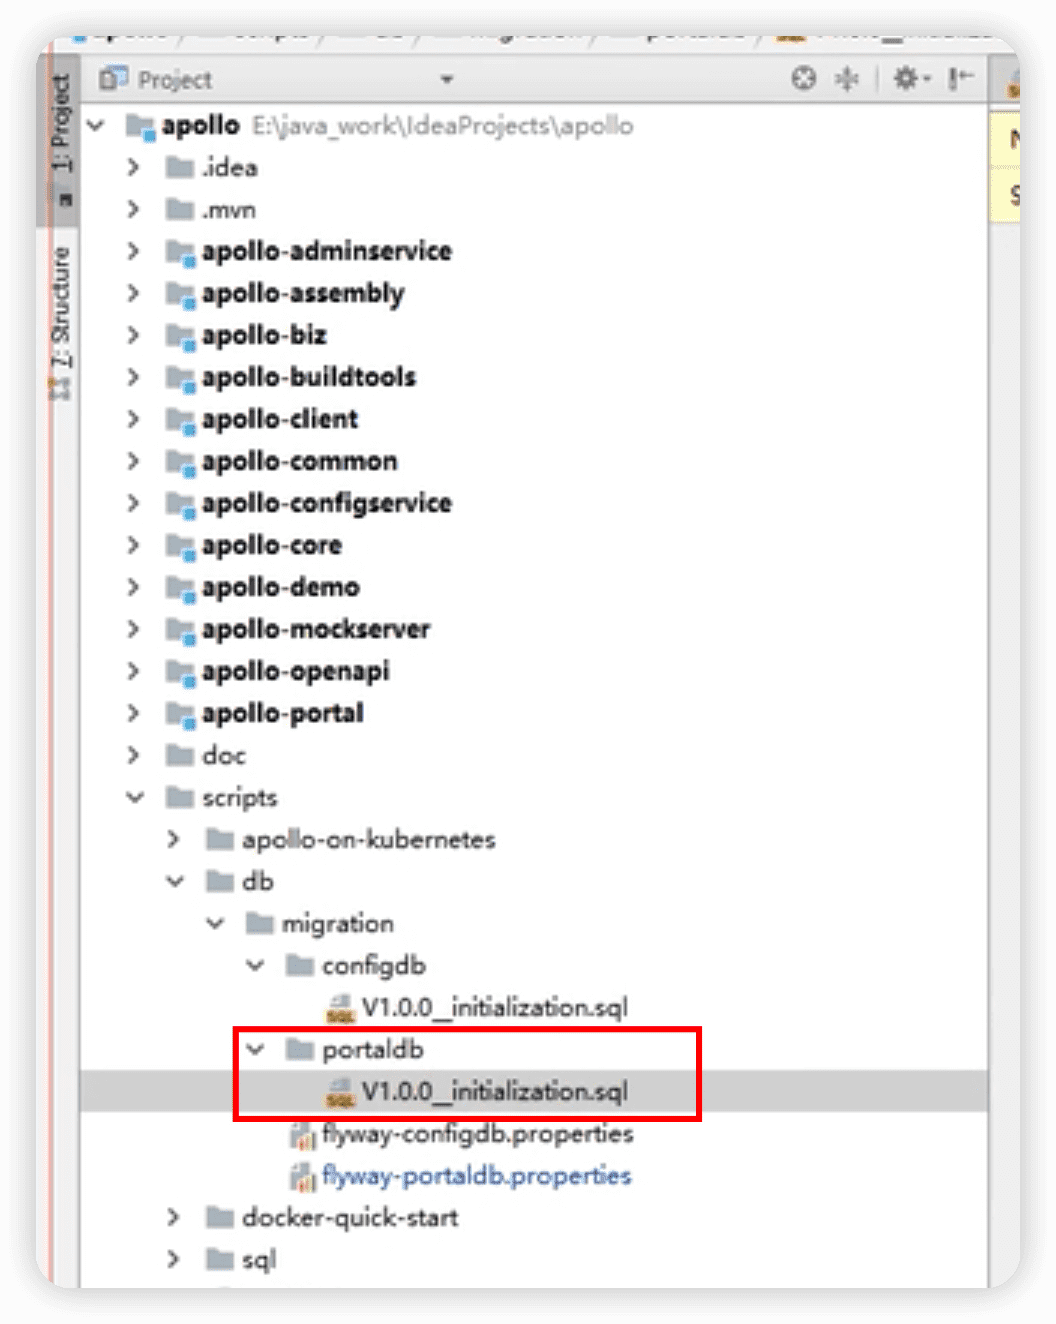 Project
1: Project
apollo E:\java_work\IdeaProjects\apollo
.idea
.mvn
apollo-adminservice
7: Structure
apollo-assembly
apollo-biz
apollo-buildtools
apollo-client
apollo-common
apollo-configservice
apollo-core
apollo-demo
apollo-mockserver
apollo-openapi
apollo-portal
doc
scripts
apollo-on-kubernetes
db
migration
configdb
V1.0.0__initialization.sql
portaldb
V1.0.0__initialization.sql
flyway-configdb.properties
flyway-portaldb.properties
docker-quick-start
sql